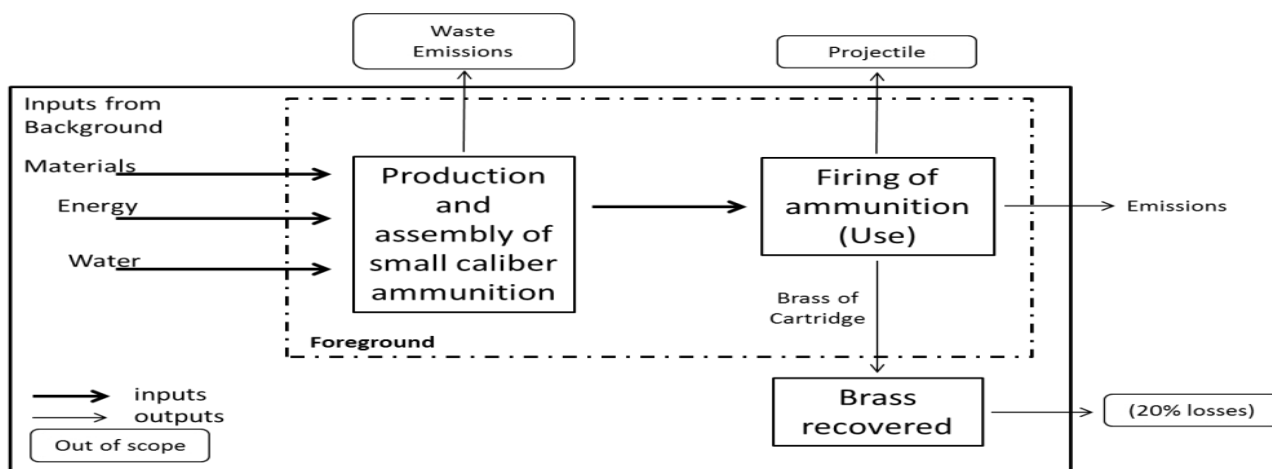 Waste
Emissions
Projectile
Inputs from
Background
Materials
Energy
Water
Production
and
assembly of
small caliber
ammunition
Firing of
ammunition
(Use)
Emissions
Brass of
Cartridge
Foreground
Brass
recovered
(20% losses)
inputs
outputs
Out of scope